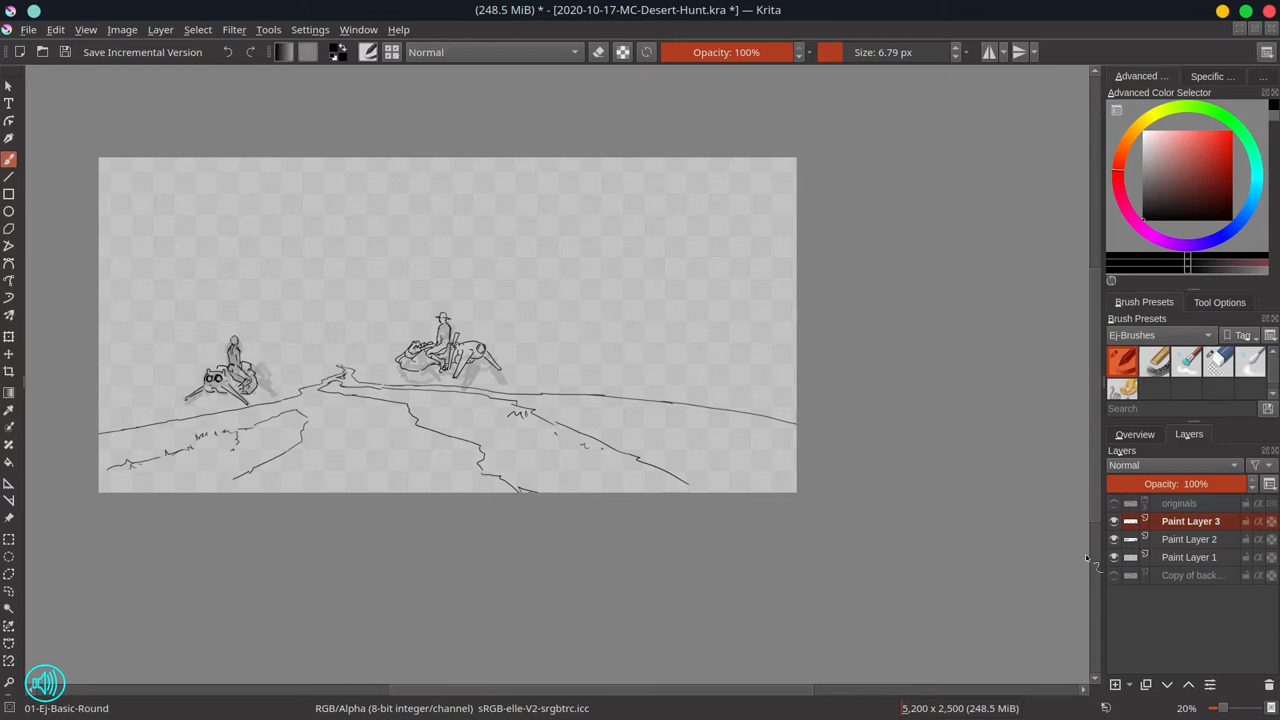 (248.5 MiB) * - [2020-10-17-MC-Desert-Hunt.kra *] — Krita
File Edit View Image Layer Select Filter Tools Settings Window Help
Save Incremental Version Normal Opacity: 100% Size: 6.79 px
Advanced ... Specific ... ...
Advanced Color Selector
Brush Presets Tool Options
Brush Presets
Ej-Brushes Tag
Search
Overview Layers
Layers
Normal
Opacity: 100%
originals
Paint Layer 3
Paint Layer 2
Paint Layer 1
Copy of back...
01-Ej-Basic-Round RGB/Alpha (8-bit integer/channel) sRGB-elle-V2-srgbtrc.icc 5,200 x 2,500 (248.5 MiB) 20%